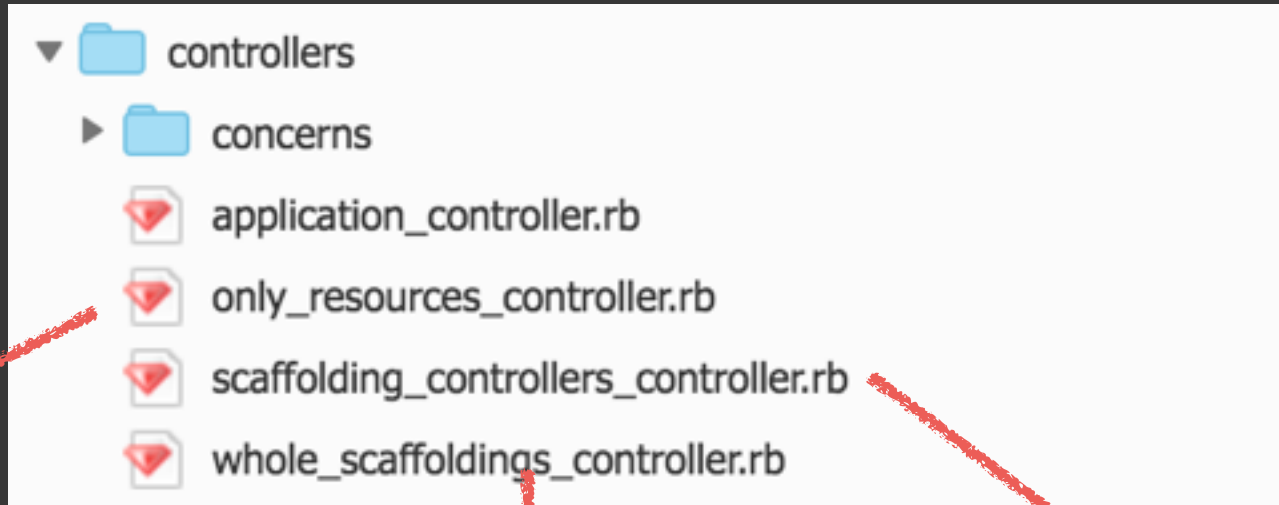 controllers
concerns
application_controller.rb
only_resources_controller.rb
scaffolding_controllers_controller.rb
whole_scaffoldings_controller.rb